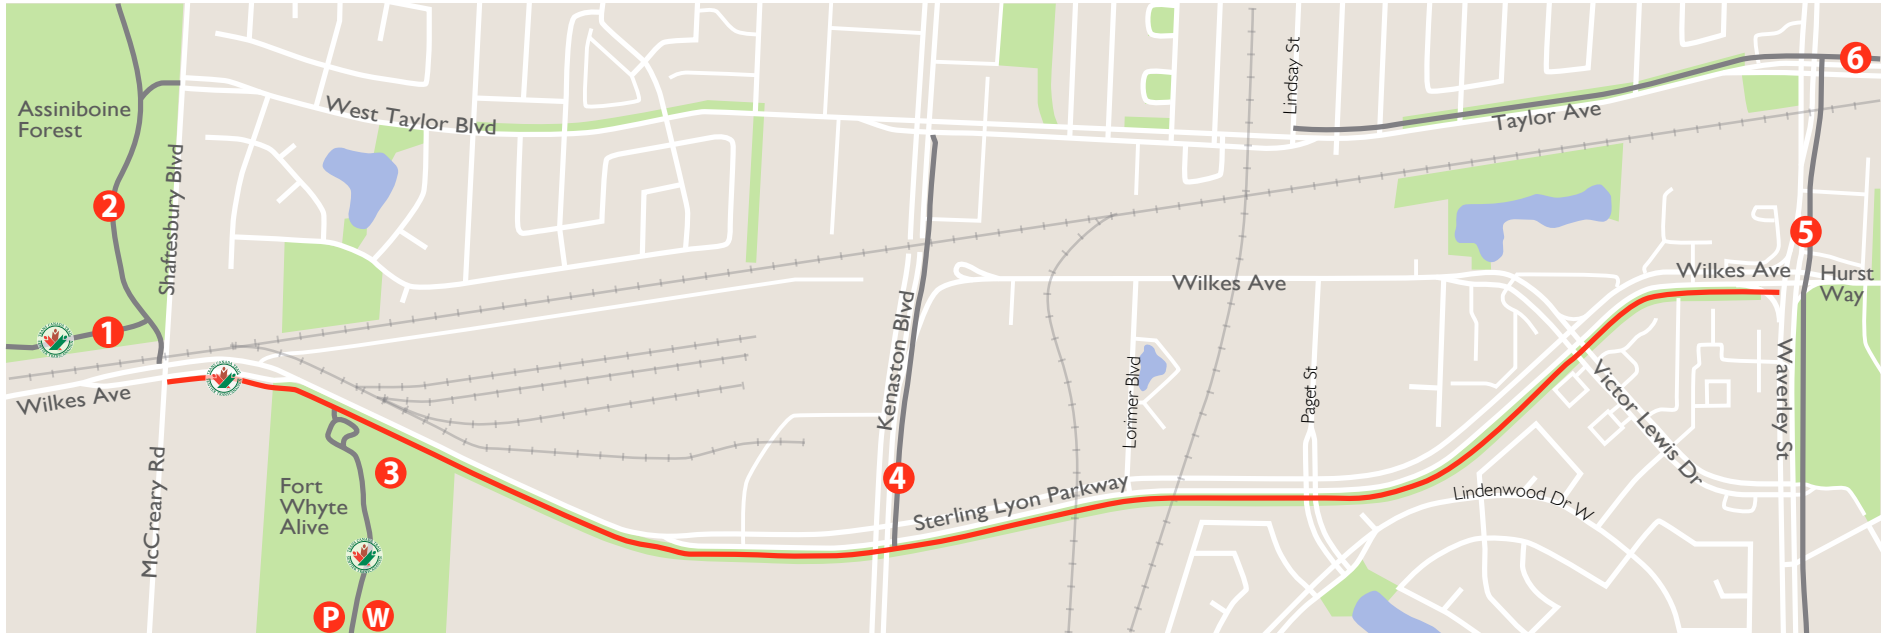 6
Lindsay St
Assiniboine
Forest
West Taylor Blvd
Taylor Ave
Shaftesbury Blvd
2
5
Wilkes Ave
Wilkes Ave
Hurst
Way
1
Kenaston Blvd
Wilkes Ave
Lorimer Blvd
Paget St
Victor Lewis Dr
Waverley St
McCreary Rd
3
4
Fort
Whyte
Alive
Sterling Lyon Parkway
Lindenwood Dr W
P
W